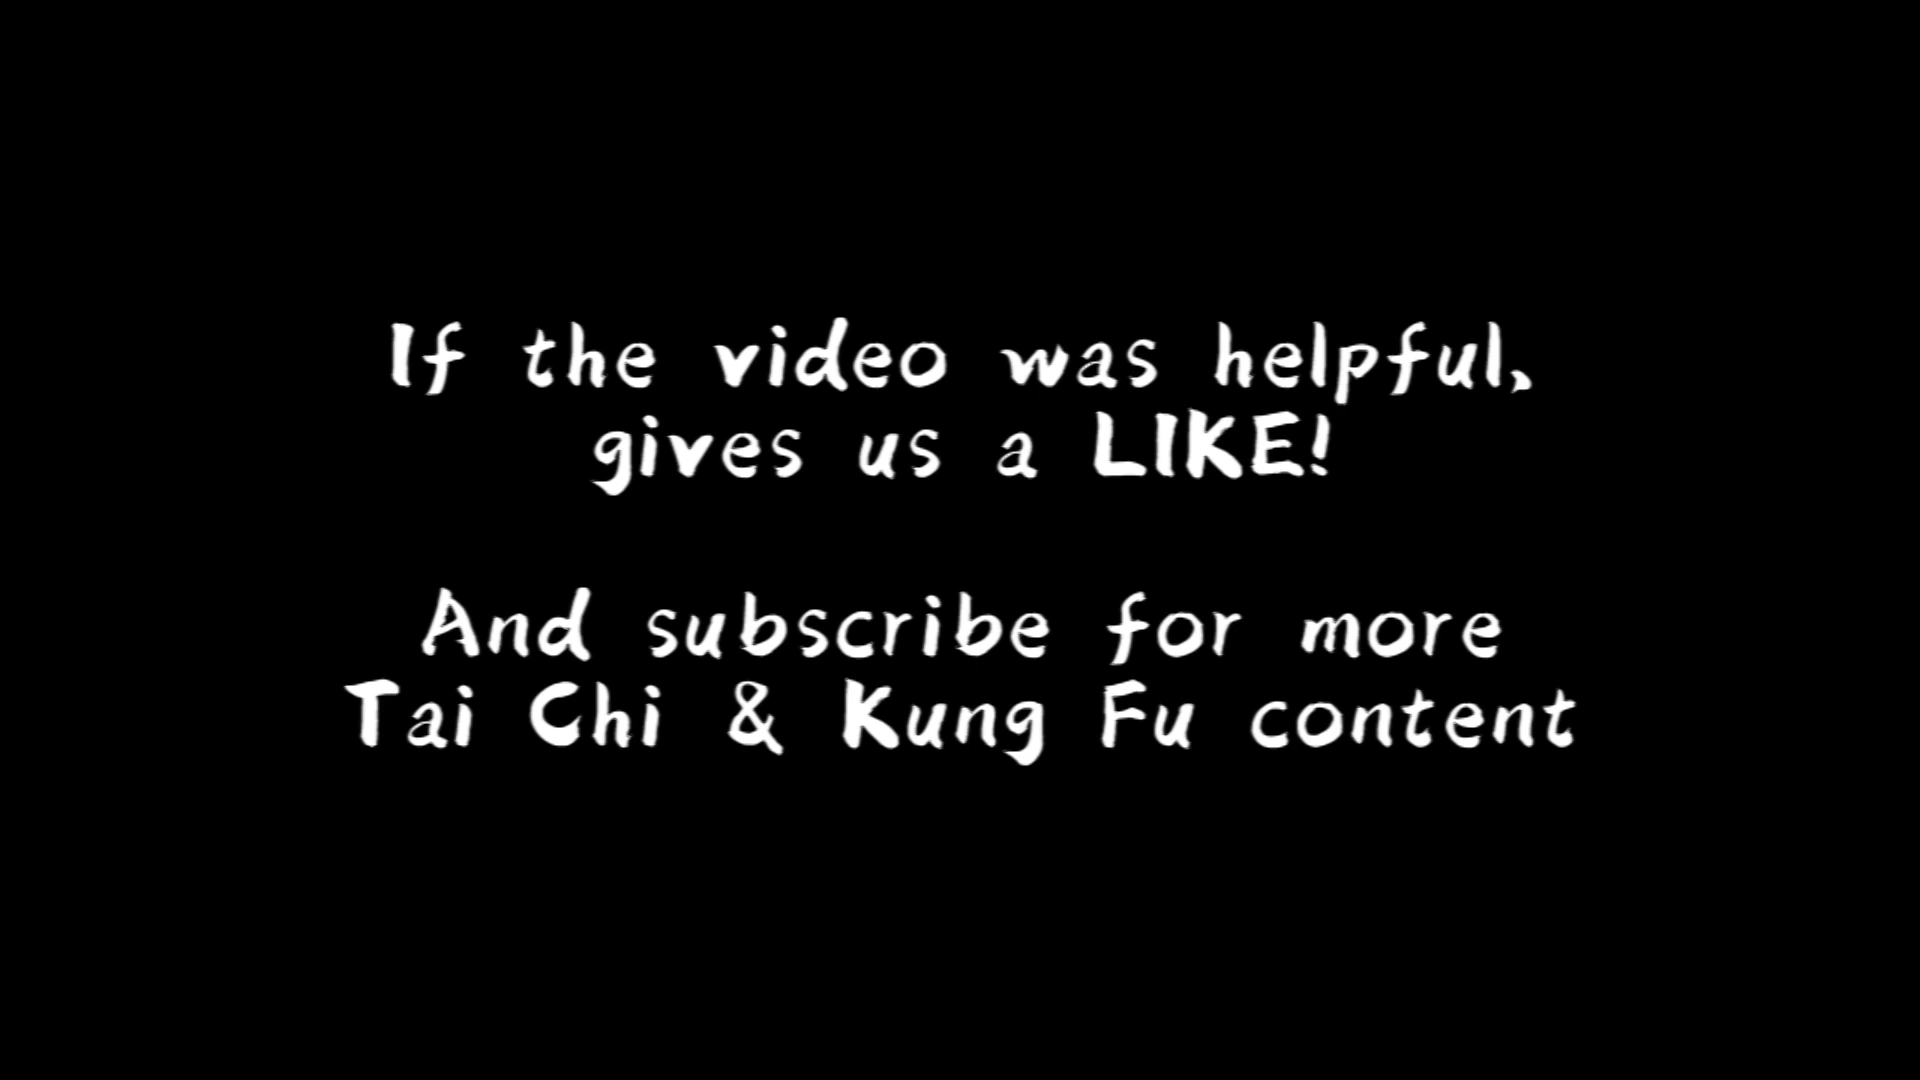 If the video was helpful,
gives us a LIKE!
And subscribe for more
Tai Chi & Kung Fu content